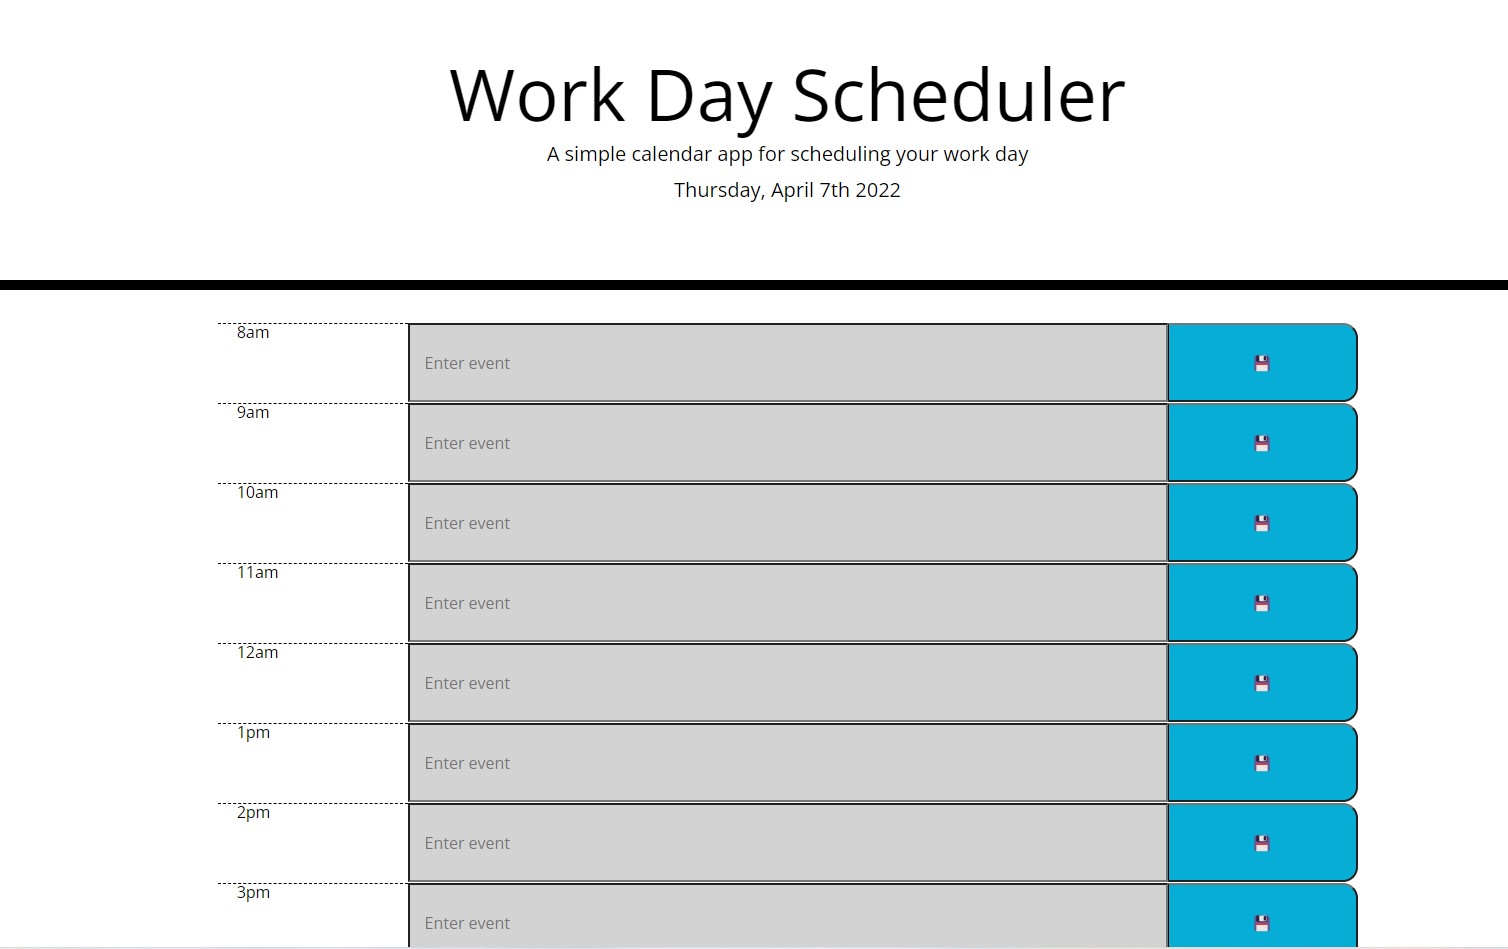 Work Day Scheduler
A simple calendar app for scheduling your work day
Thursday, April 7th 2022
8am
Enter event
9am
Enter event
10am
Enter event
11am
Enter event
12am
Enter event
1pm
Enter event
2pm
Enter event
3pm
Enter event